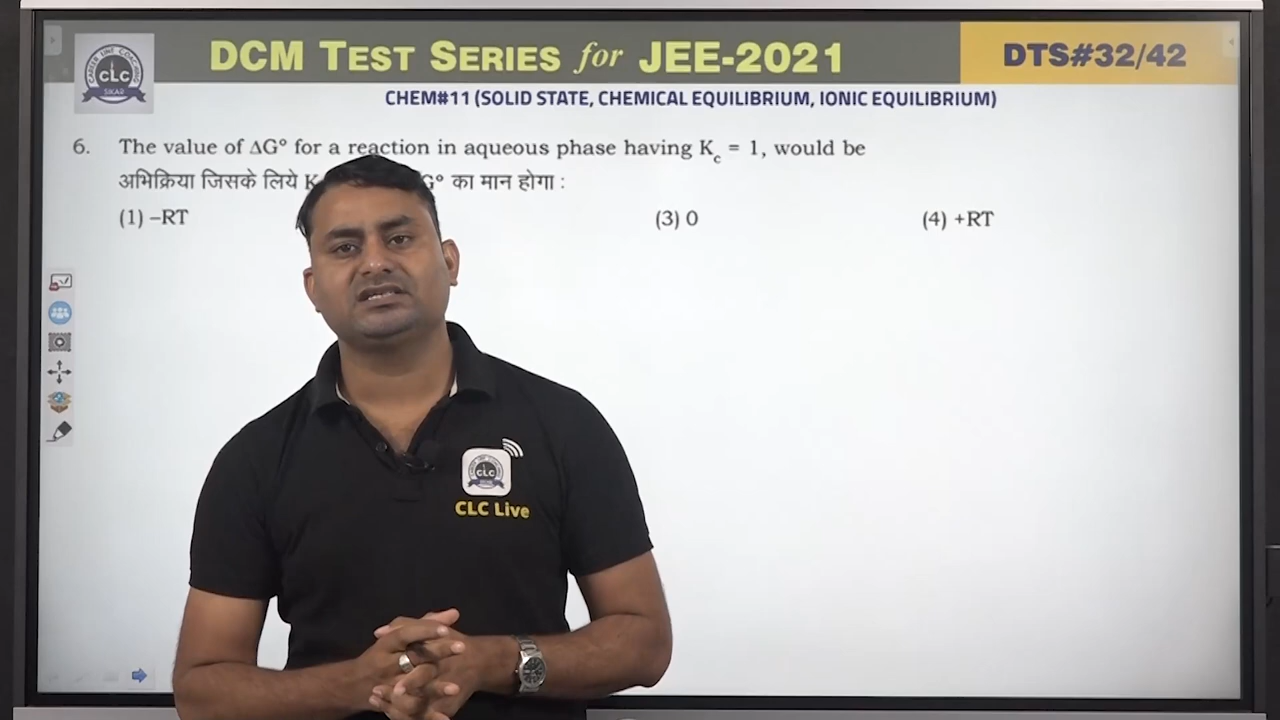 DCM TEST SERIES for JEE-2021
DTS#32/42
CLC
SIKAR
CHEM#11 (SOLID STATE, CHEMICAL EQUILIBRIUM, IONIC EQUILIBRIUM)
6. The value of ΔG° for a reaction in aqueous phase having Kc = 1, would be
अभिक्रिया जिसके लिये K G° का मान होगा :
(1) –RT (3) 0 (4) +RT
CLC
CLC Live